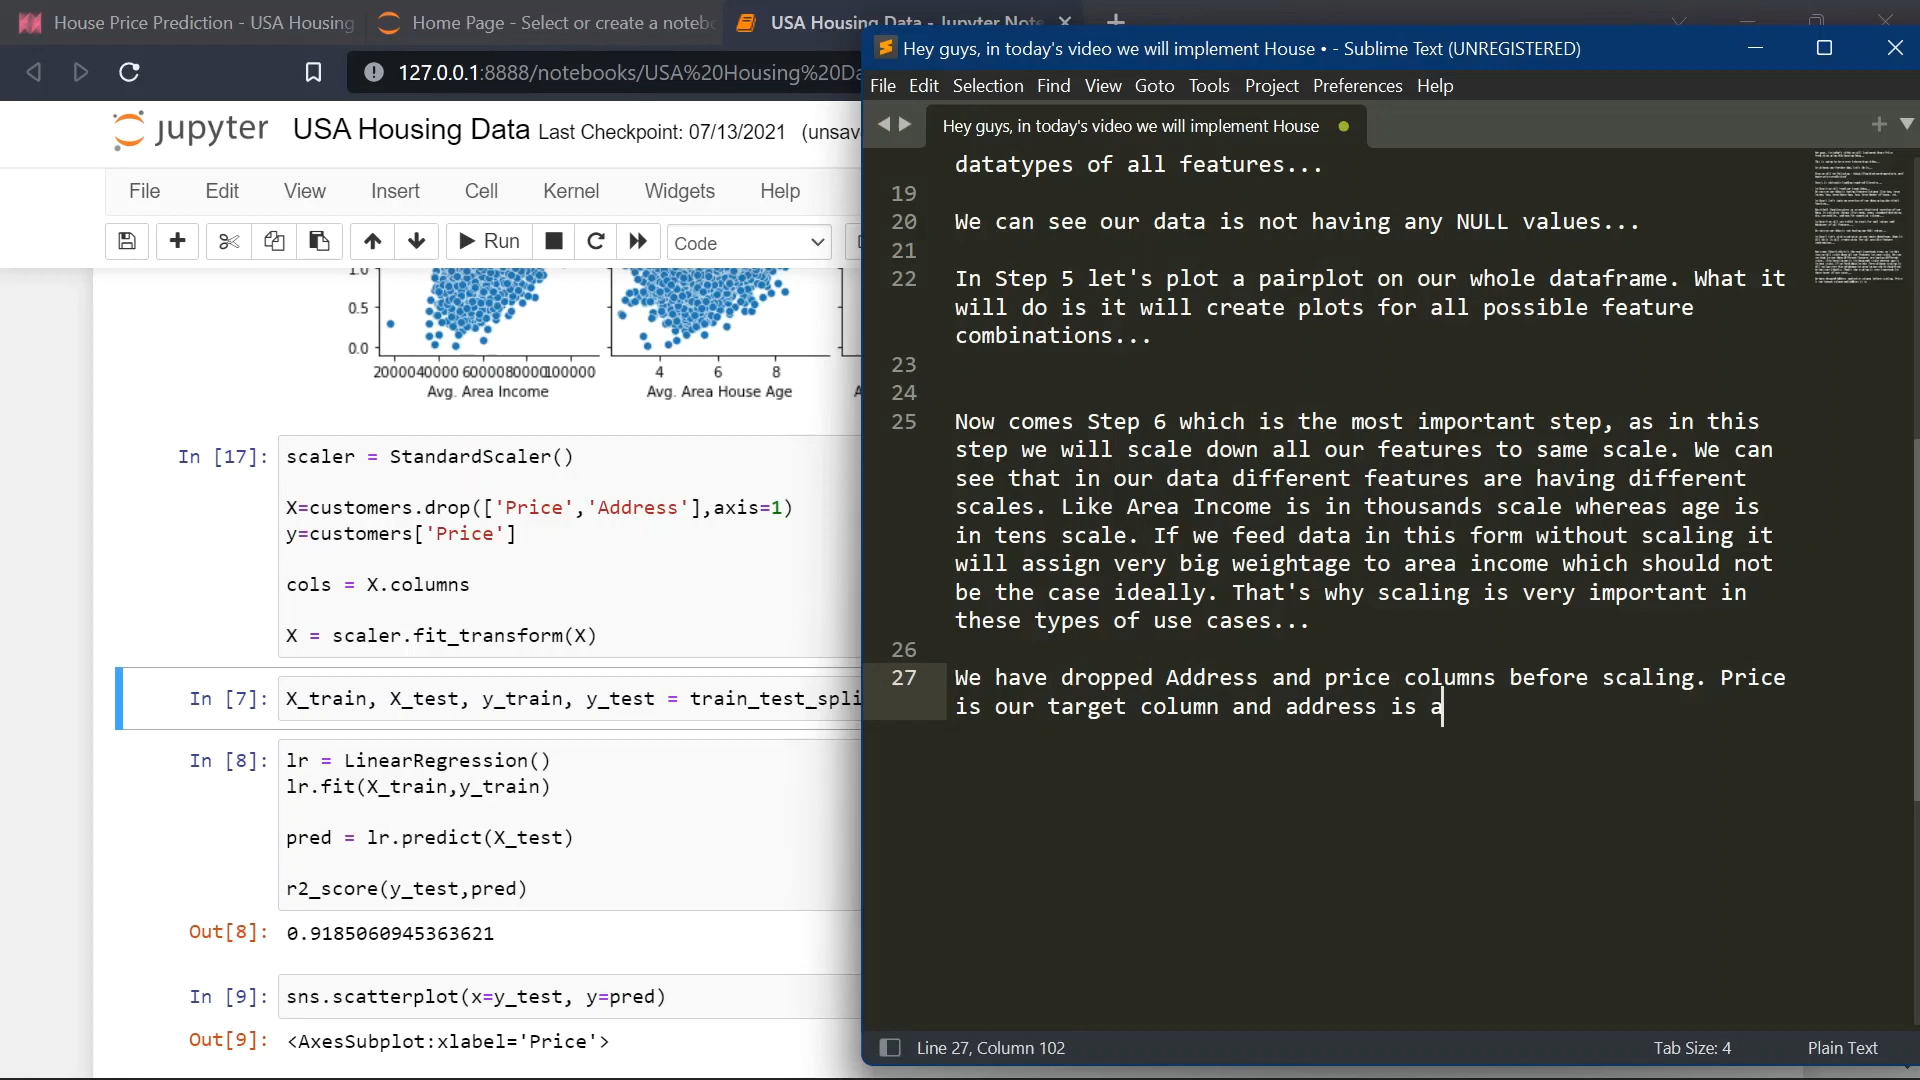 House Price Prediction - USA Housing
Home Page - Select or create a noteb
USA Housing Data - Jupyter Note
127.0.0.1:8888/notebooks/USA%20Housing%20Da
jupyter USA Housing Data Last Checkpoint: 07/13/2021 (unsav
File Edit View Insert Cell Kernel Widgets Help
Run Code
1.0
0.5
0.0
20000 40000 60000 80000 100000
4 6 8
Avg. Area Income
Avg. Area House Age
A
In [17]: scaler = StandardScaler()
X=customers.drop(['Price','Address'],axis=1)
y=customers['Price']
cols = X.columns
X = scaler.fit_transform(X)
In [7]: X_train, X_test, y_train, y_test = train_test_spli
In [8]: lr = LinearRegression()
lr.fit(X_train,y_train)
pred = lr.predict(X_test)
r2_score(y_test,pred)
Out[8]: 0.9185060945363621
In [9]: sns.scatterplot(x=y_test, y=pred)
Out[9]: <AxesSubplot:xlabel='Price'>
Hey guys, in today's video we will implement House • - Sublime Text (UNREGISTERED)
File Edit Selection Find View Goto Tools Project Preferences Help
Hey guys, in today's video we will implement House
datatypes of all features...
19
20 We can see our data is not having any NULL values...
21
22 In Step 5 let's plot a pairplot on our whole dataframe. What it
will do is it will create plots for all possible feature
combinations...
23
24
25 Now comes Step 6 which is the most important step, as in this
step we will scale down all our features to same scale. We can
see that in our data different features are having different
scales. Like Area Income is in thousands scale whereas age is
in tens scale. If we feed data in this form without scaling it
will assign very big weightage to area income which should not
be the case ideally. That's why scaling is very important in
these types of use cases...
26
27 We have dropped Address and price columns before scaling. Price
is our target column and address is a
Line 27, Column 102
Tab Size: 4
Plain Text